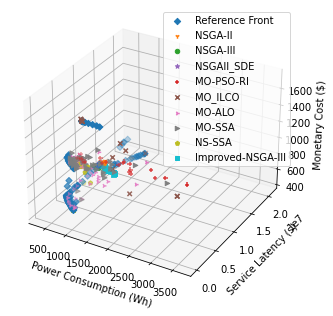 Reference Front
NSGA-II
NSGA-III
NSGAII_SDE
MO-PSO-RI
MO_ILCO
MO-ALO
MO-SSA
NS-SSA
Improved-NSGA-III
1600
1400
1200
1000
800
600
400
Monetary Cost ($)
500
1000
1500
2000
2500
3000
3500
Power Consumption (Wh)
0.0
0.5
1.0
1.5
2.0
Service Latency (S)